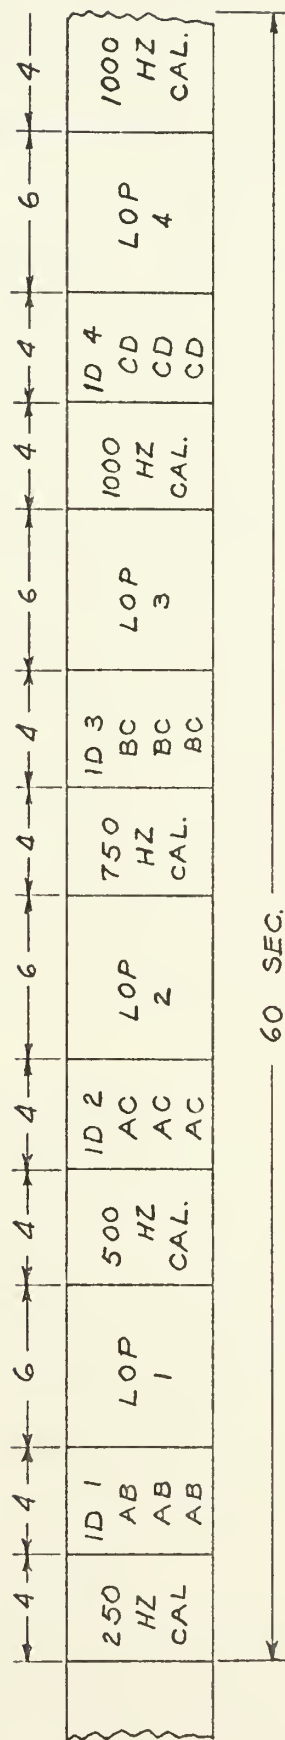 4 4 6 4 4 6 4 4 6 4 4 6 4
250
HZ
CAL
ID 1
AB
AB
AB
LOP
1
500
HZ
CAL.
ID 2
AC
AC
AC
LOP
2
750
HZ
CAL.
ID 3
BC
BC
BC
LOP
3
1000
HZ
CAL.
ID 4
CD
CD
CD
LOP
4
1000
HZ
CAL.
60 SEC.